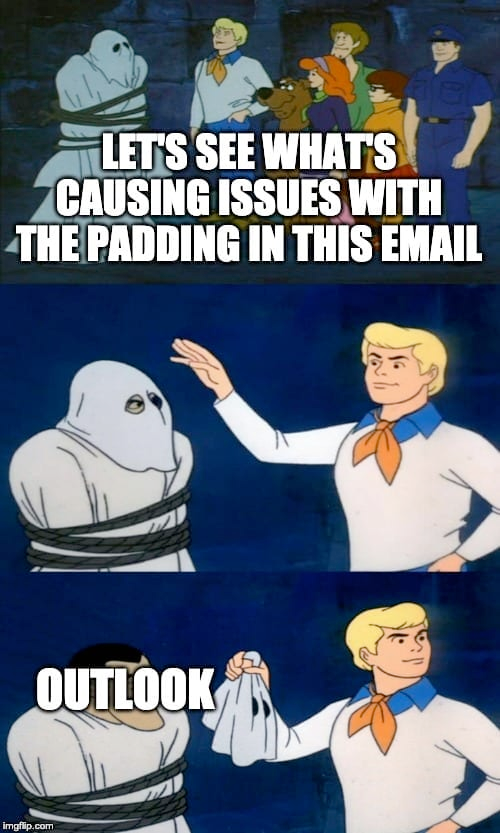 LET'S SEE WHAT'S
CAUSING ISSUES WITH
THE PADDING IN THIS EMAIL
OUTLOOK
imgflip.com